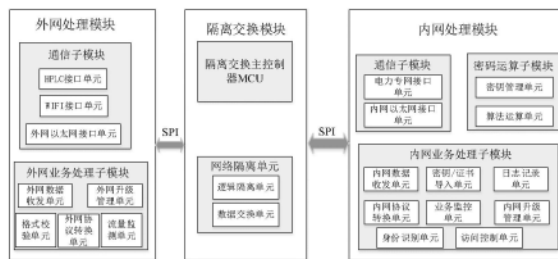 外网处理模块
通信子模块
HPLC接口单元
WIFI接口单元
外网以太网接口单元
外网业务处理子模块
外网数据
收发单元
外网升级
管理单元
格式校
验单元
外网协
议转换
单元
流量监
测单元
SPI
隔离交换模块
隔离交换主控制
器MCU
网络隔离单元
逻辑隔离单元
数据交换单元
SPI
内网处理模块
通信子模块
电力专网接口
单元
内网以太网接口
单元
密码运算子模块
密钥管理单元
算法运算单元
内网业务处理子模块
内网数据
收发单元
密钥/证书
导入单元
日志记录
单元
内网协议
转换单元
业务监控
单元
内网升级
管理单元
身份识别单元
访问控制单元